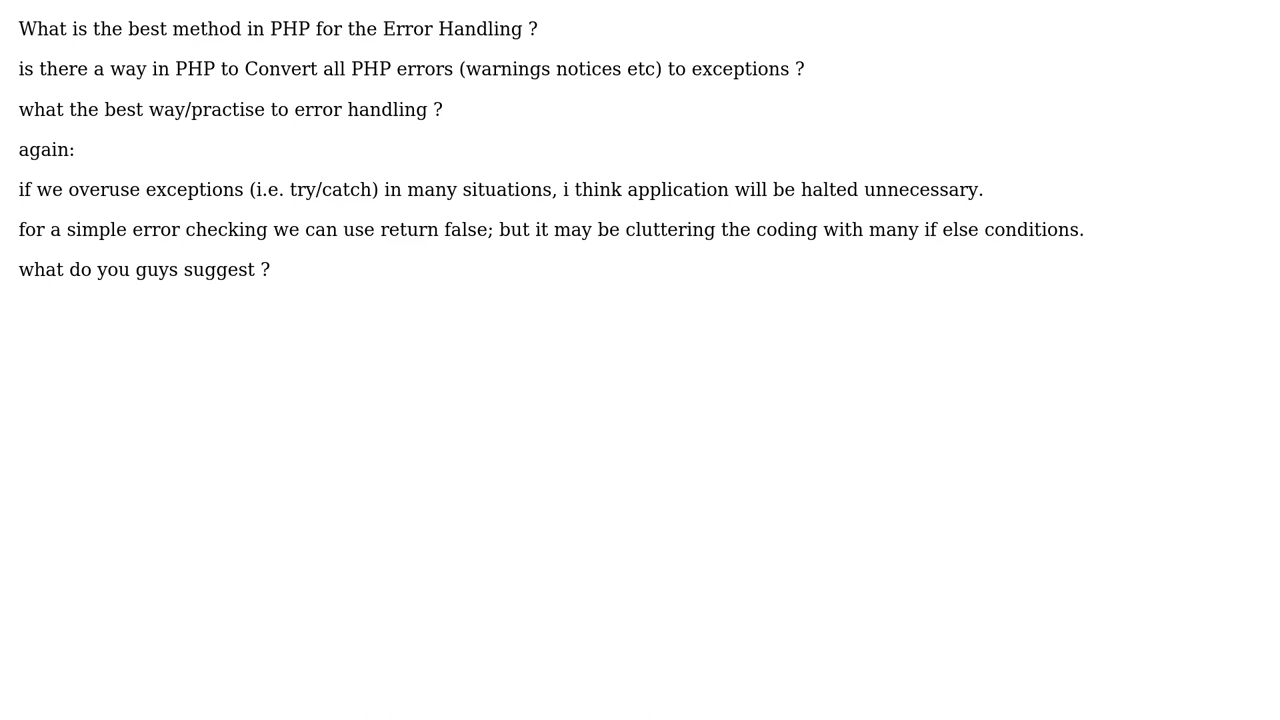 What is the best method in PHP for the Error Handling ?
is there a way in PHP to Convert all PHP errors (warnings notices etc) to exceptions ?
what the best way/practise to error handling ?
again:
if we overuse exceptions (i.e. try/catch) in many situations, i think application will be halted unnecessary.
for a simple error checking we can use return false; but it may be cluttering the coding with many if else conditions.
what do you guys suggest ?